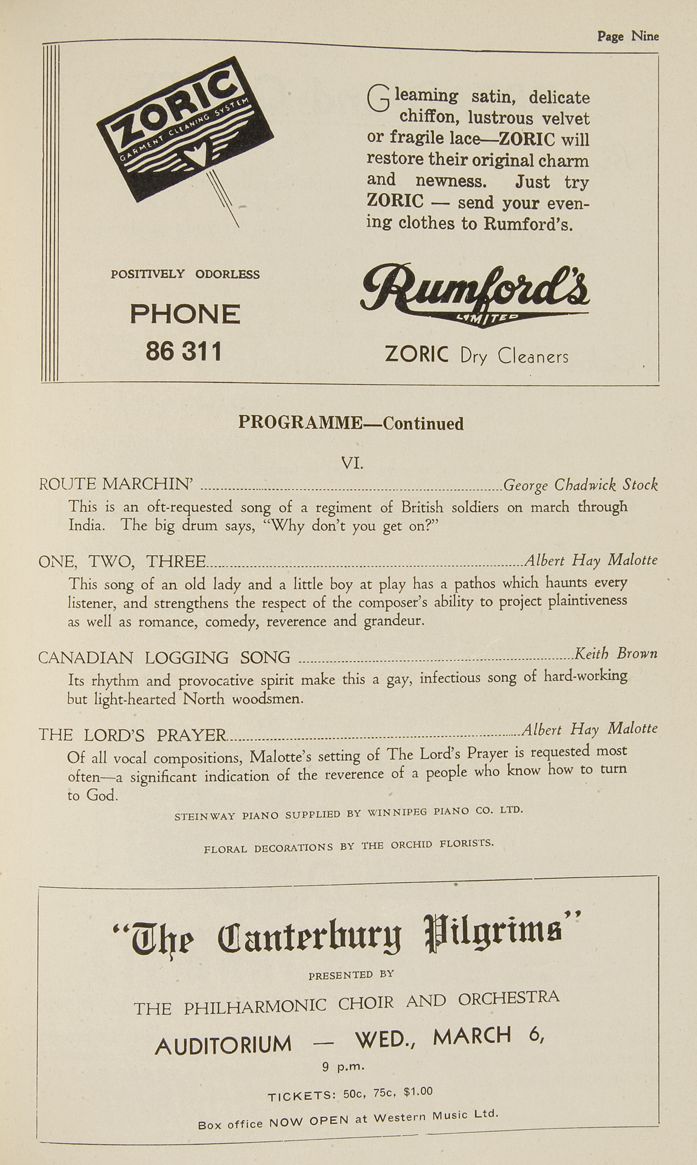 Page Nine
ZORIC
GARMENT CLEANING SYSTEM
POSITIVELY ODORLESS
PHONE
86 311
Gleaming satin, delicate
chiffon, lustrous velvet
or fragile lace—ZORIC will
restore their original charm
and newness. Just try
ZORIC — send your even-
ing clothes to Rumford's.
Rumford's
LIMITED
ZORIC Dry Cleaners
PROGRAMME—Continued
VI.
ROUTE MARCHIN' ........ George Chadwick Stock
This is an oft-requested song of a regiment of British soldiers on march through
India. The big drum says, "Why don't you get on?"
ONE, TWO, THREE ........ Albert Hay Malotte
This song of an old lady and a little boy at play has a pathos which haunts every
listener, and strengthens the respect of the composer's ability to project plaintiveness
as well as romance, comedy, reverence and grandeur.
CANADIAN LOGGING SONG ........ Keith Brown
Its rhythm and provocative spirit make this a gay, infectious song of hard-working
but light-hearted North woodsmen.
THE LORD'S PRAYER ........ Albert Hay Malotte
Of all vocal compositions, Malotte's setting of The Lord's Prayer is requested most
often—a significant indication of the reverence of a people who know how to turn
to God.
STEINWAY PIANO SUPPLIED BY WINNIPEG PIANO CO. LTD.
FLORAL DECORATIONS BY THE ORCHID FLORISTS.
"The Canterbury Pilgrims"
PRESENTED BY
THE PHILHARMONIC CHOIR AND ORCHESTRA
AUDITORIUM — WED., MARCH 6,
9 p.m.
TICKETS: 50c, 75c, $1.00
Box office NOW OPEN at Western Music Ltd.